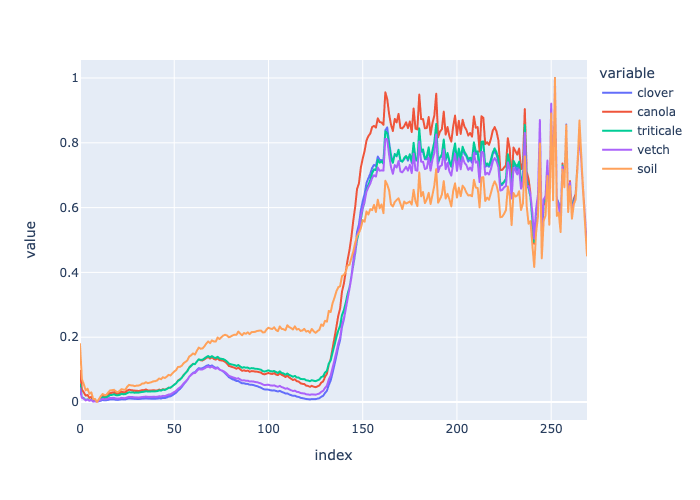 variable
clover
canola
triticale
vetch
soil
1
0.8
0.6
0.4
0.2
0
value
0 50 100 150 200 250
index